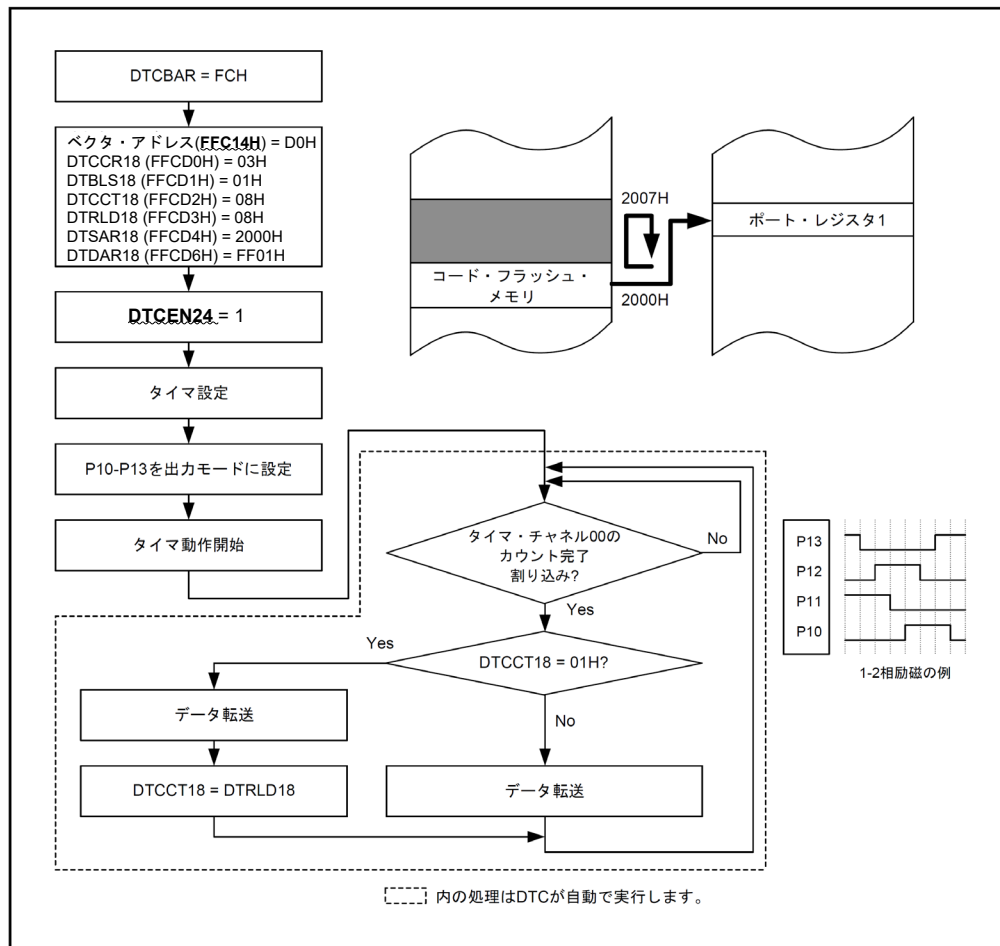 DTCBAR = FCH
ベクタ・アドレス(FFC14H) = D0H
DTCCR18 (FFCD0H) = 03H
DTBLS18 (FFCD1H) = 01H
DTCCT18 (FFCD2H) = 08H
DTRLD18 (FFCD3H) = 08H
DTSAR18 (FFCD4H) = 2000H
DTDAR18 (FFCD6H) = FF01H
DTCEN24 = 1
タイマ設定
P10-P13を出力モードに設定
タイマ動作開始
2007H
ポート・レジスタ1
コード・フラッシュ・
メモリ
2000H
タイマ・チャネル00の
カウント完了
割り込み?
No
Yes
DTCCT18 = 01H?
Yes
No
データ転送
DTCCT18 = DTRLD18
データ転送
P13
P12
P11
P10
1-2相励磁の例
内の処理はDTCが自動で実行します。